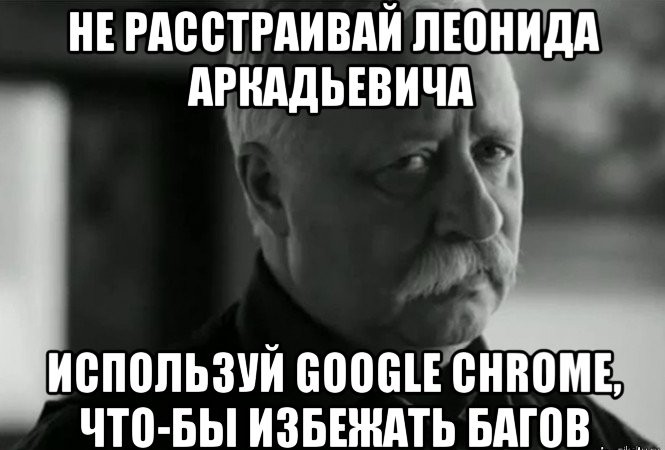 НЕ РАССТРАИВАЙ ЛЕОНИДА
АРКАДЬЕВИЧА
ИСПОЛЬЗУЙ GOOGLE CHROME,
ЧТО-БЫ ИЗБЕЖАТЬ БАГОВ